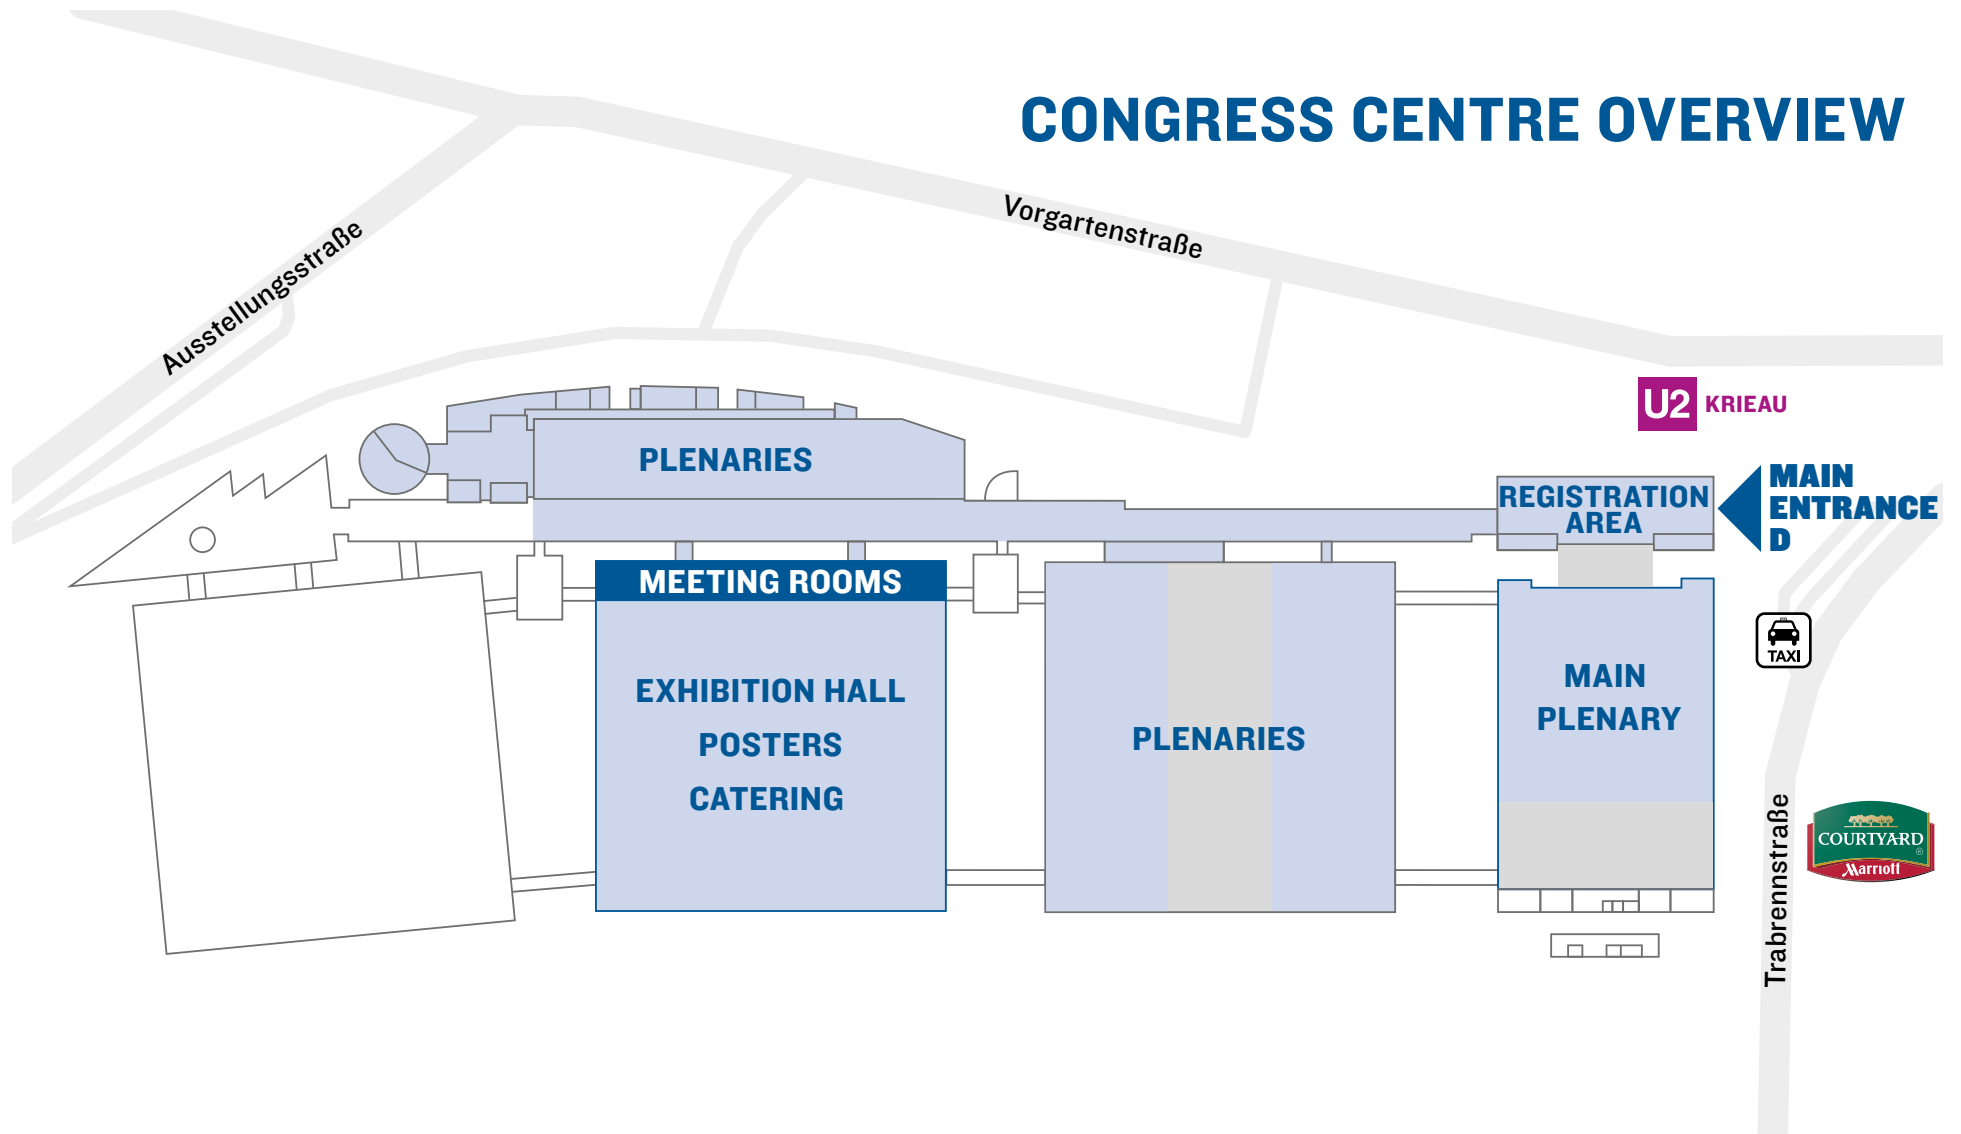 CONGRESS CENTRE OVERVIEW
Vorgartenstraße
Ausstellungsstraße
U2 KRIEAU
PLENARIES
REGISTRATION
AREA
MAIN
ENTRANCE
D
MEETING ROOMS
EXHIBITION HALL
POSTERS
CATERING
PLENARIES
MAIN
PLENARY
TAXI
Trabrennstraße
COURTYARD
®
Marriott